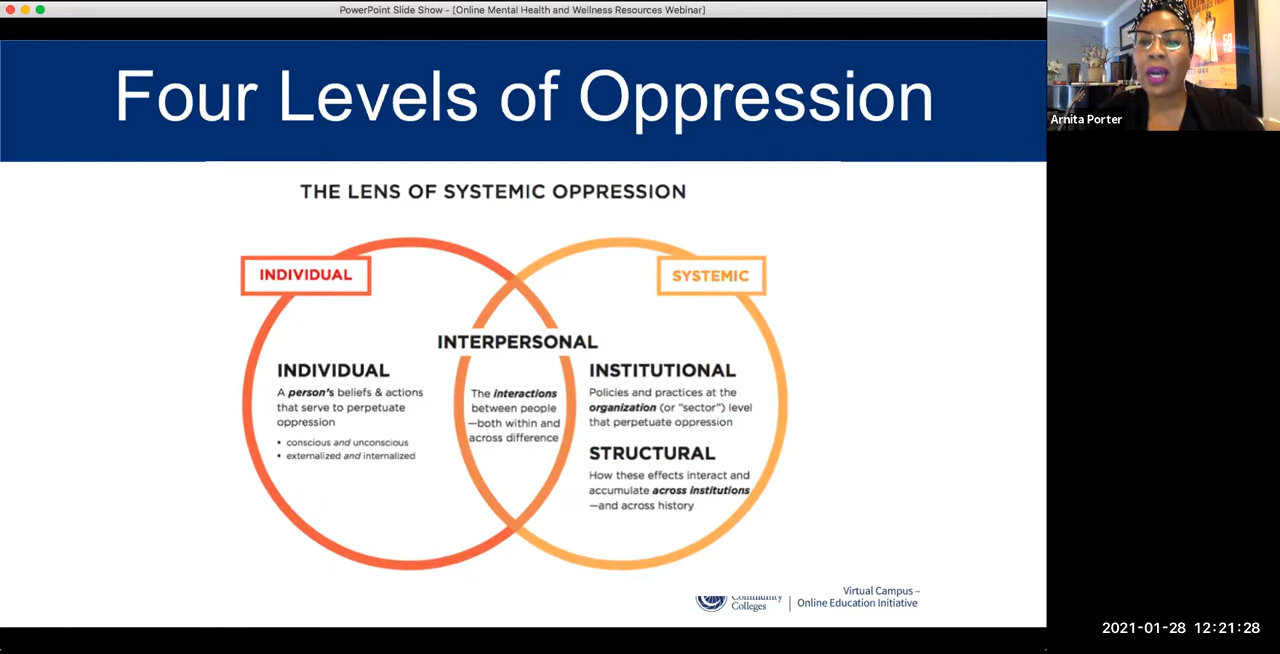 PowerPoint Slide Show - [Online Mental Health and Wellness Resources Webinar]
Four Levels of Oppression
Arnita Porter
THE LENS OF SYSTEMIC OPPRESSION
INDIVIDUAL
SYSTEMIC
INTERPERSONAL
INDIVIDUAL
A person's beliefs & actions
that serve to perpetuate
oppression
• conscious and unconscious
• externalized and internalized
The interactions
between people
—both within and
across difference
INSTITUTIONAL
Policies and practices at the
organization (or "sector") level
that perpetuate oppression
STRUCTURAL
How these effects interact and
accumulate across institutions
—and across history
Community
Colleges
Virtual Campus –
Online Education Initiative
2021-01-28 12:21:28